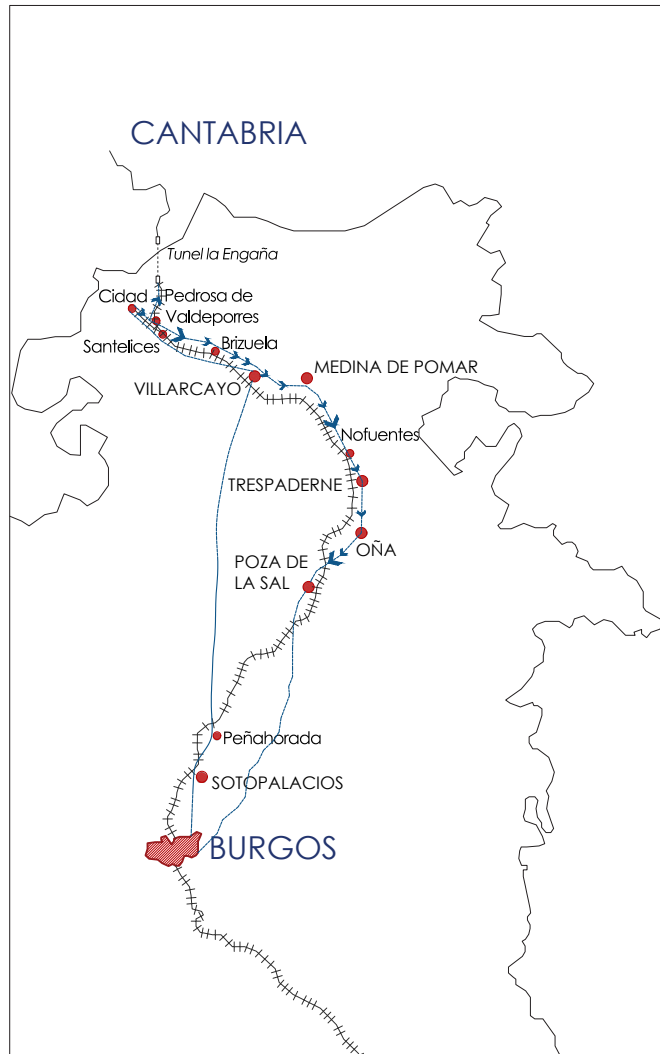 CANTABRIA
Tunel la Engaña
Cidad
Pedrosa de
Valdeporres
Santelices
Brizuela
MEDINA DE POMAR
VILLARCAYO
Nofuentes
TRESPADERNE
OÑA
POZA DE
LA SAL
Peñahorada
SOTOPALACIOS
BURGOS